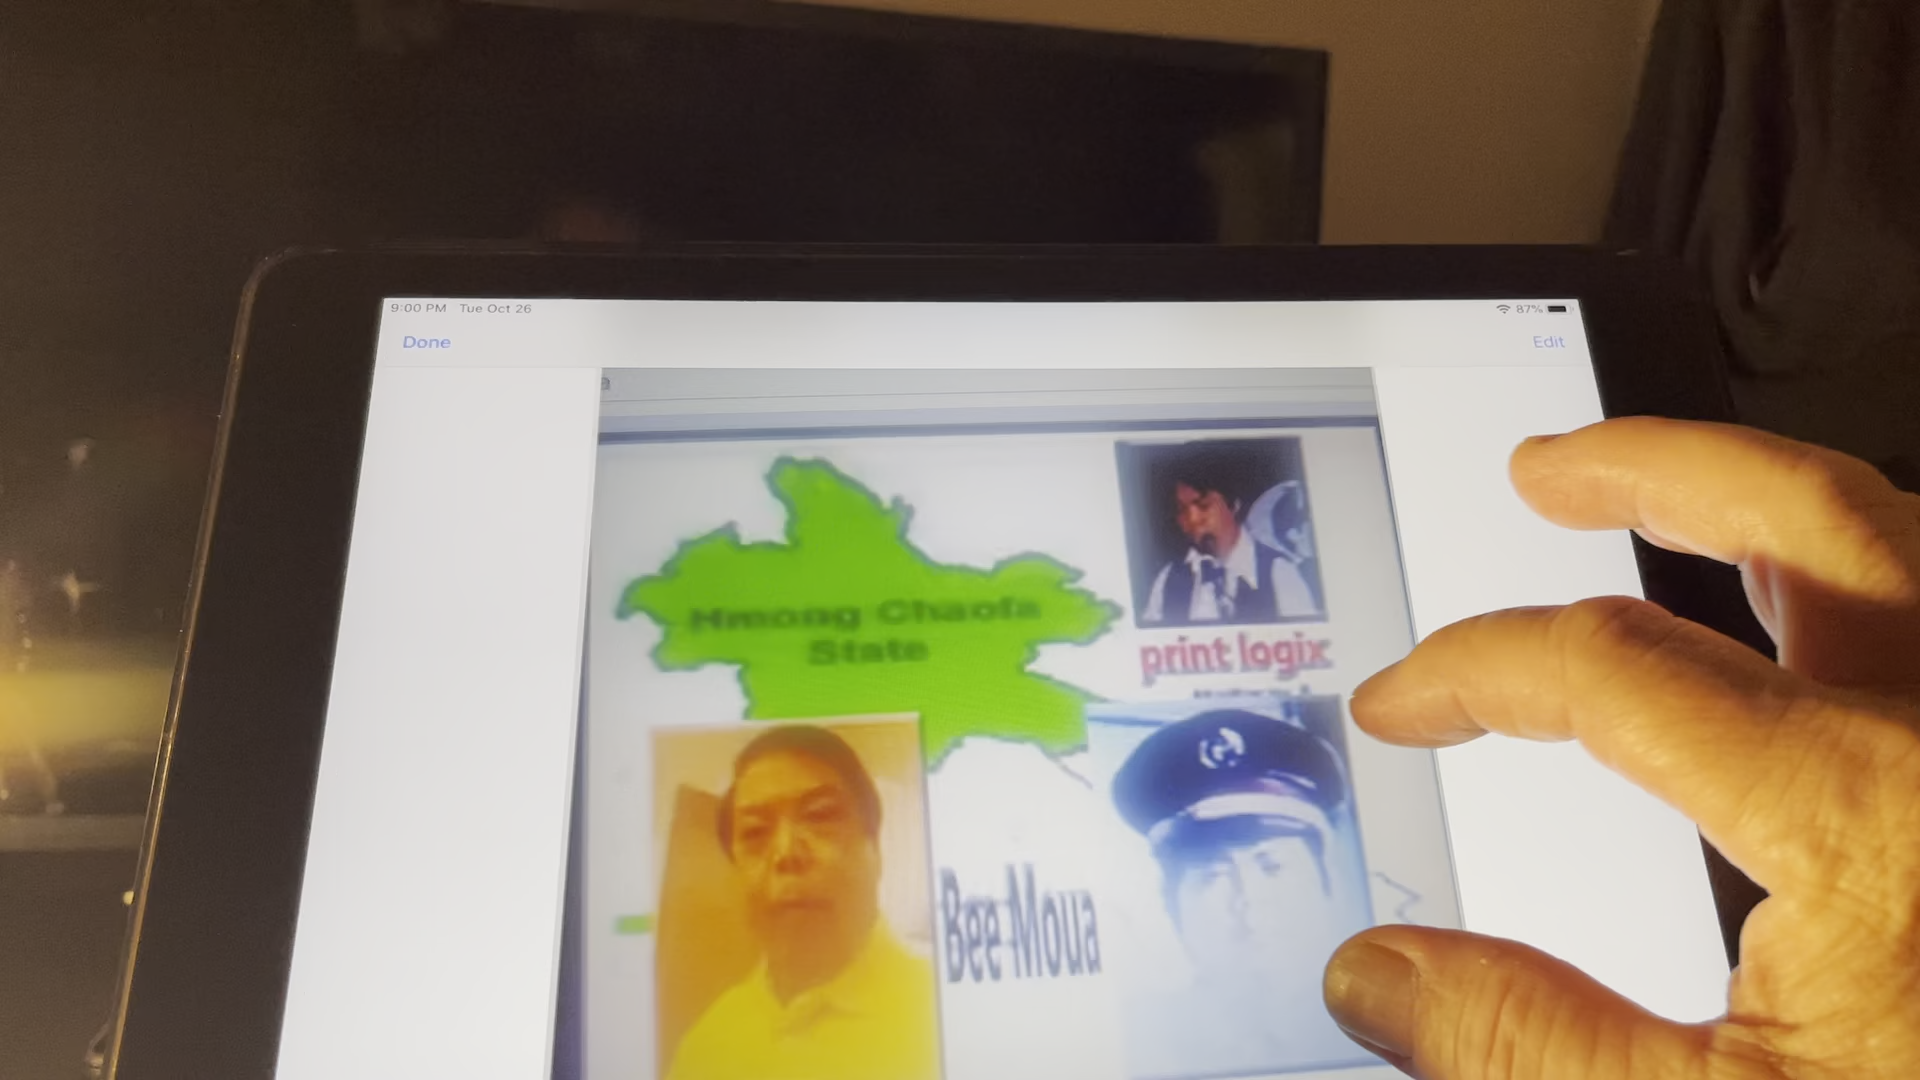 9:00 PM Tue Oct 26
87%
Done
Edit
Hmong Chaofa
State
print logix
Bee Moua